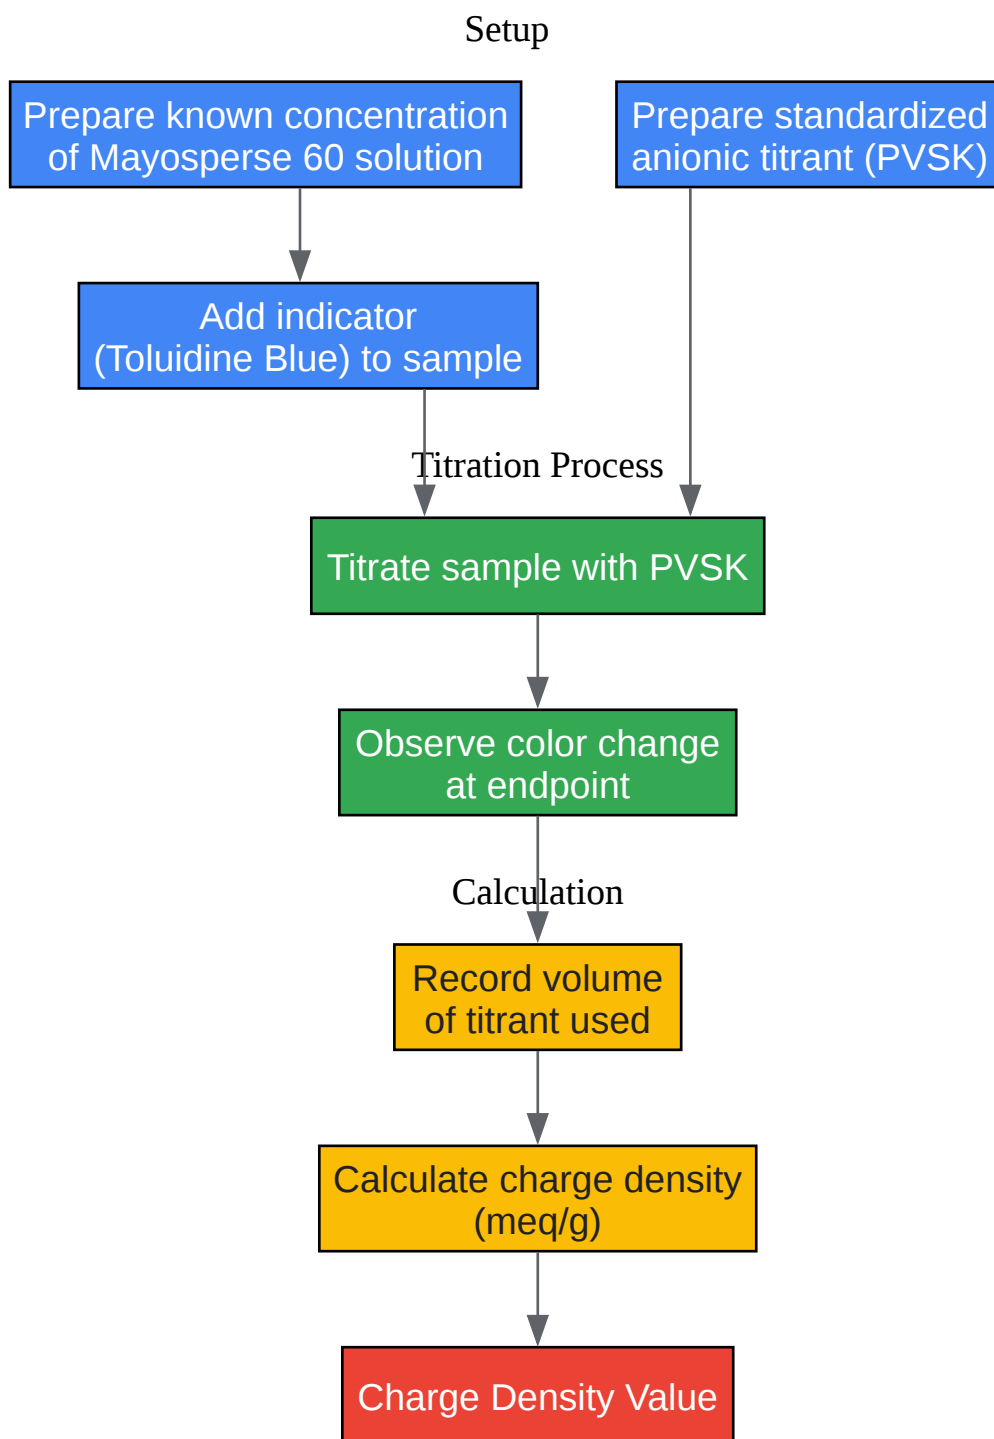 Setup
Prepare known concentration
of Mayosperse 60 solution
Prepare standardized
anionic titrant (PVSK)
Add indicator
(Toluidine Blue) to sample
Titration Process
Titrate sample with PVSK
Observe color change
at endpoint
Calculation
Record volume
of titrant used
Calculate charge density
(meq/g)
Charge Density Value